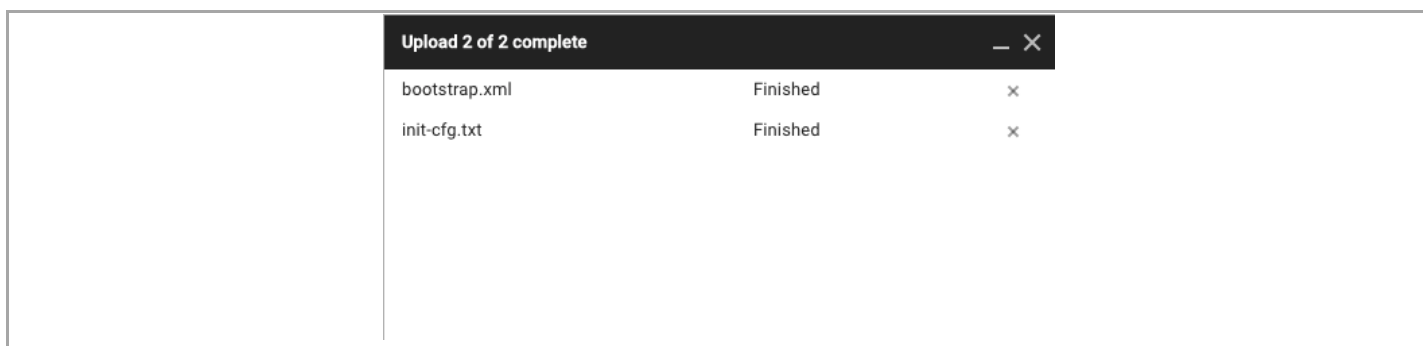 Upload 2 of 2 complete
bootstrap.xml Finished
init-cfg.txt Finished